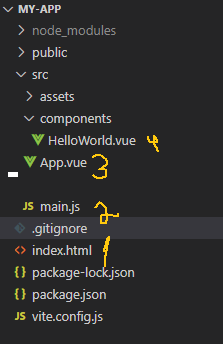 MY-APP
node_modules
public
src
assets
components
HelloWorld.vue 4
App.vue 3
JS main.js 2
.gitignore
index.html 1
{} package-lock.json
{} package.json
JS vite.config.js